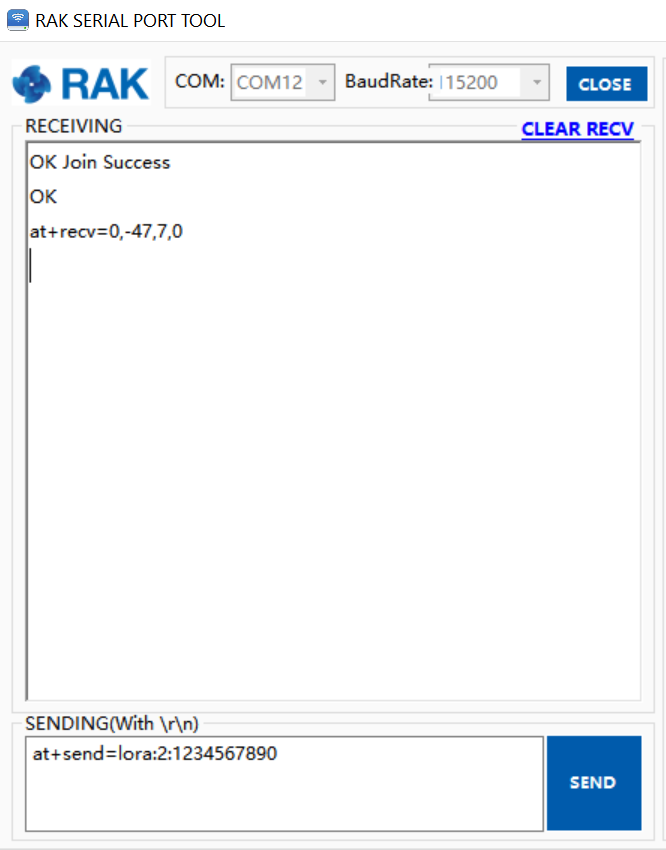 RAK SERIAL PORT TOOL
RAK COM: COM12 BaudRate: 115200 CLOSE
RECEIVING CLEAR RECV
OK Join Success
OK
at+recv=0,-47,7,0
SENDING(With \r\n)
at+send=lora:2:1234567890
SEND